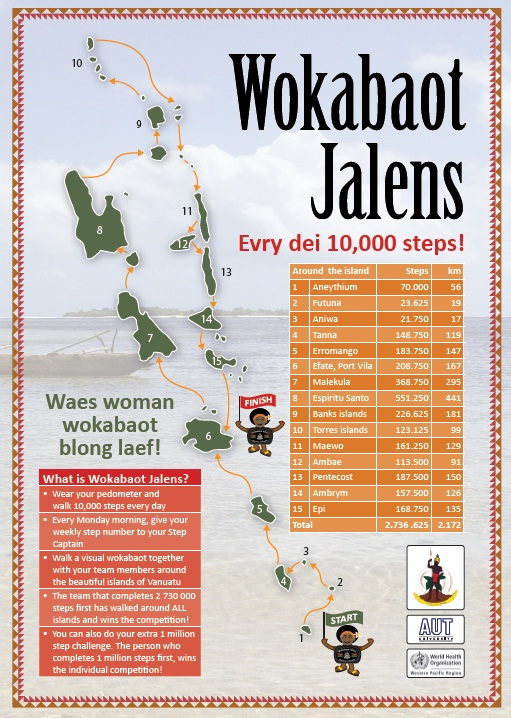 Wokabaot
Jalens
Evry dei 10,000 steps!
10
9
8
11
12
13
14
15
7
6
5
4
3
2
1
FINISH
START
Waes woman
wokabaot
blong laef!
What is Wokabaot Jalens?
• Wear your pedometer and
walk 10,000 steps every day
• Every Monday morning, give your
weekly step number to your Step
Captain
• Walk a visual wokabaot together
with your team members around
the beautiful islands of Vanuatu
• The team that completes 2 730 000
steps first has walked around ALL
islands and wins the competition!
• You can also do your extra 1 million
step challenge. The person who
completes 1 million steps first, wins
the individual competition!
Around the island Steps km
1 Aneythium 70.000 56
2 Futuna 23.625 19
3 Aniwa 21.750 17
4 Tanna 148.750 119
5 Erromango 183.750 147
6 Efate, Port Vila 208.750 167
7 Malekula 368.750 295
8 Espiritu Santo 551.250 441
9 Banks islands 226.625 181
10 Torres islands 123.125 99
11 Maewo 161.250 129
12 Ambae 113.500 91
13 Pentecost 187.500 150
14 Ambrym 157.500 126
15 Epi 168.750 135
Total 2.736 .625 2.172
AUT
World Health
Organization
Western Pacific Region